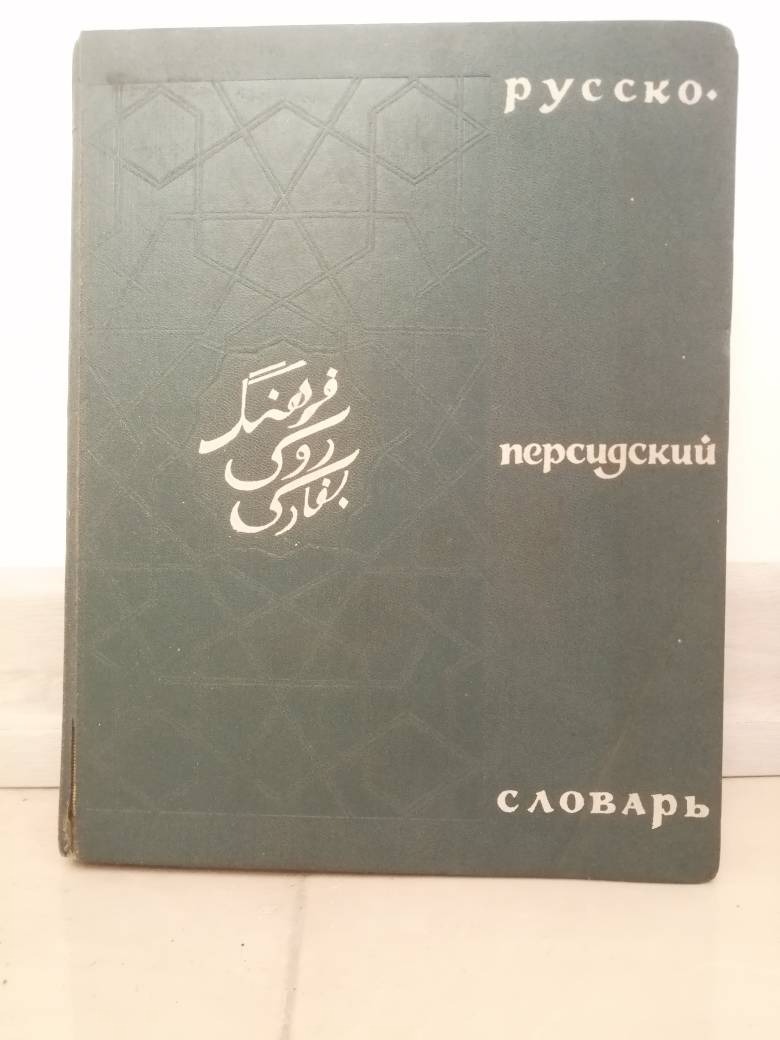 русско-
персидский
словарь
فرهنگ
روسی
بفارسی